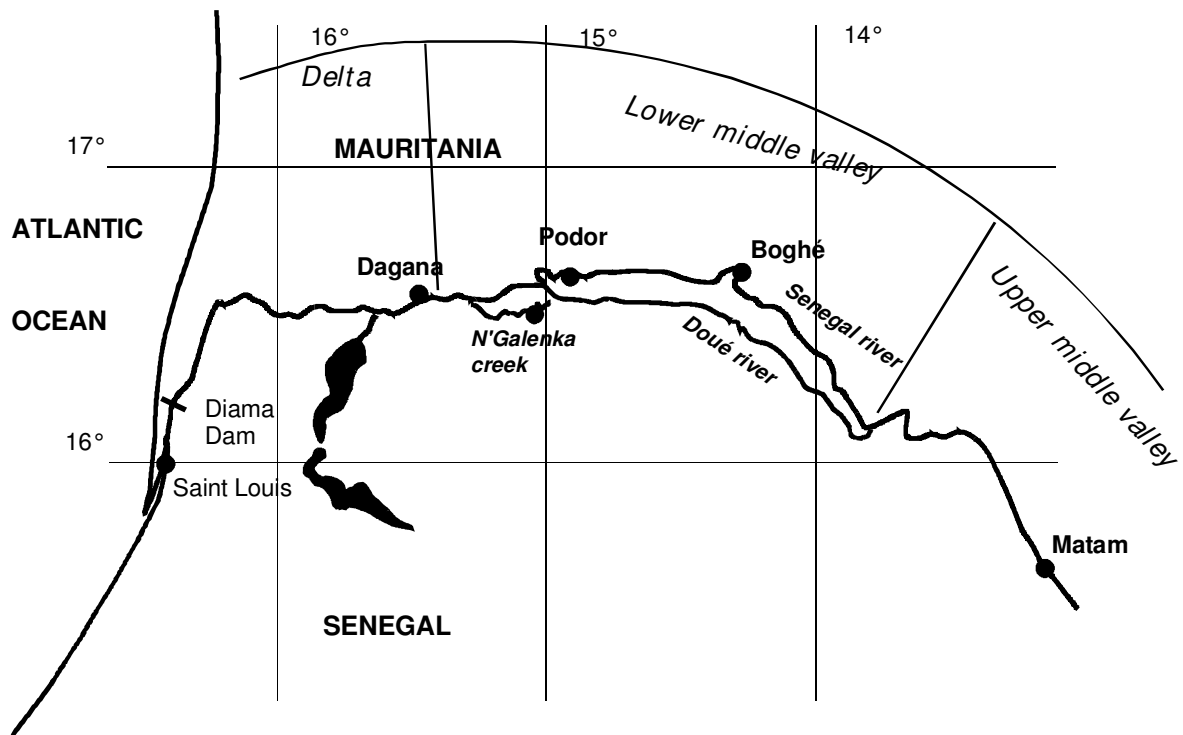 16°
15°
14°
Delta
Lower middle valley
17°
MAURITANIA
ATLANTIC
Podor
Boghé
Dagana
Upper middle valley
Senegal river
OCEAN
N'Galenka
creek
Doué river
Diama
Dam
16°
Saint Louis
Matam
SENEGAL